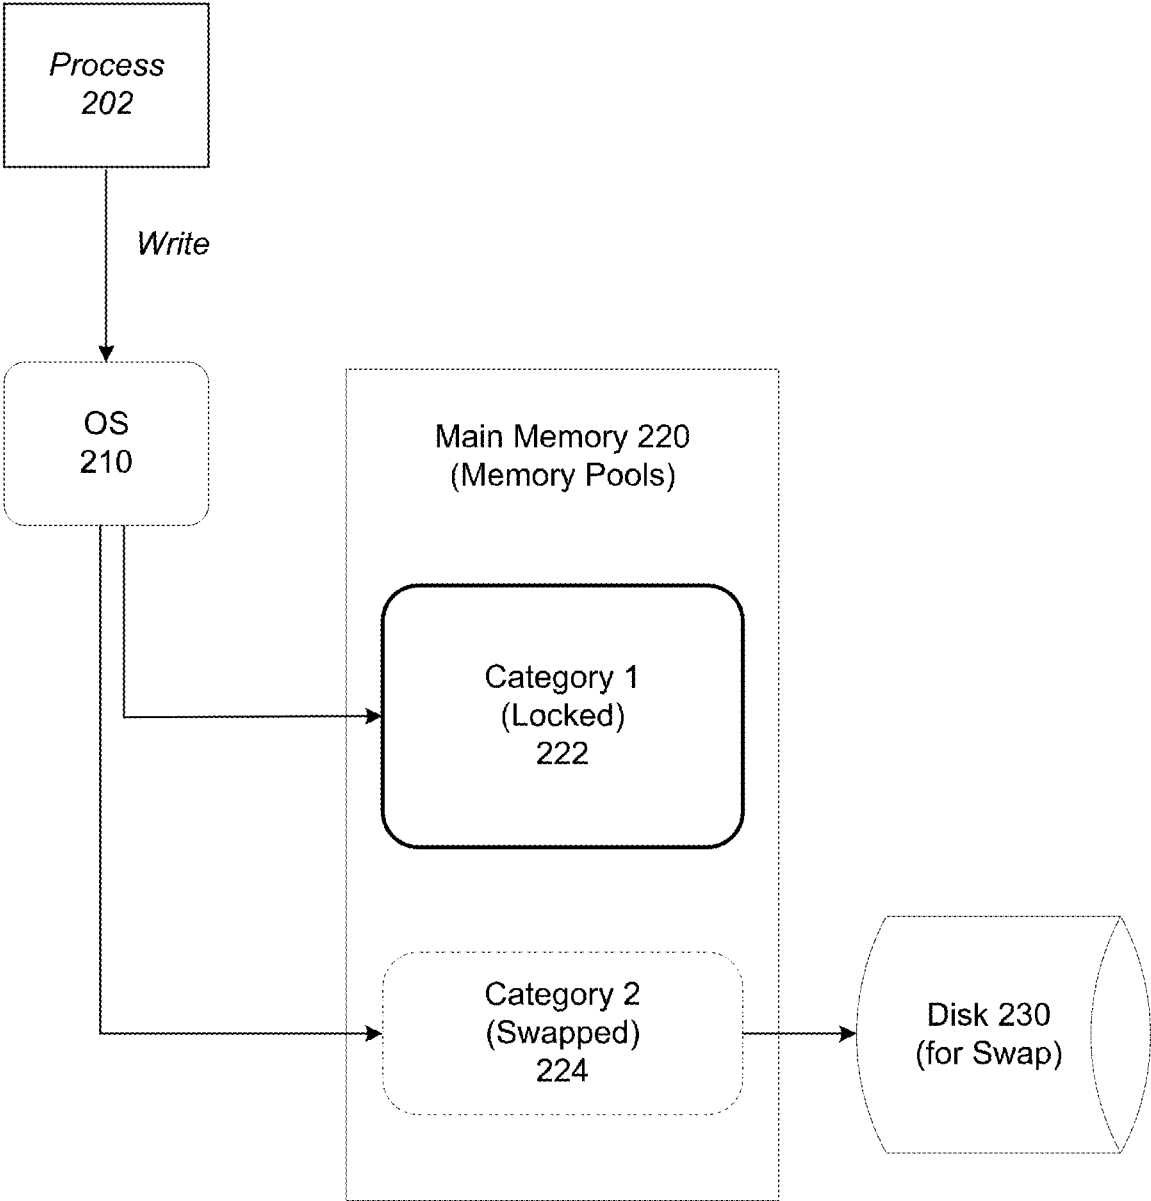 Process
202
Write
OS
210
Main Memory 220
(Memory Pools)
Category 1
(Locked)
222
Category 2
(Swapped)
224
Disk 230
(for Swap)